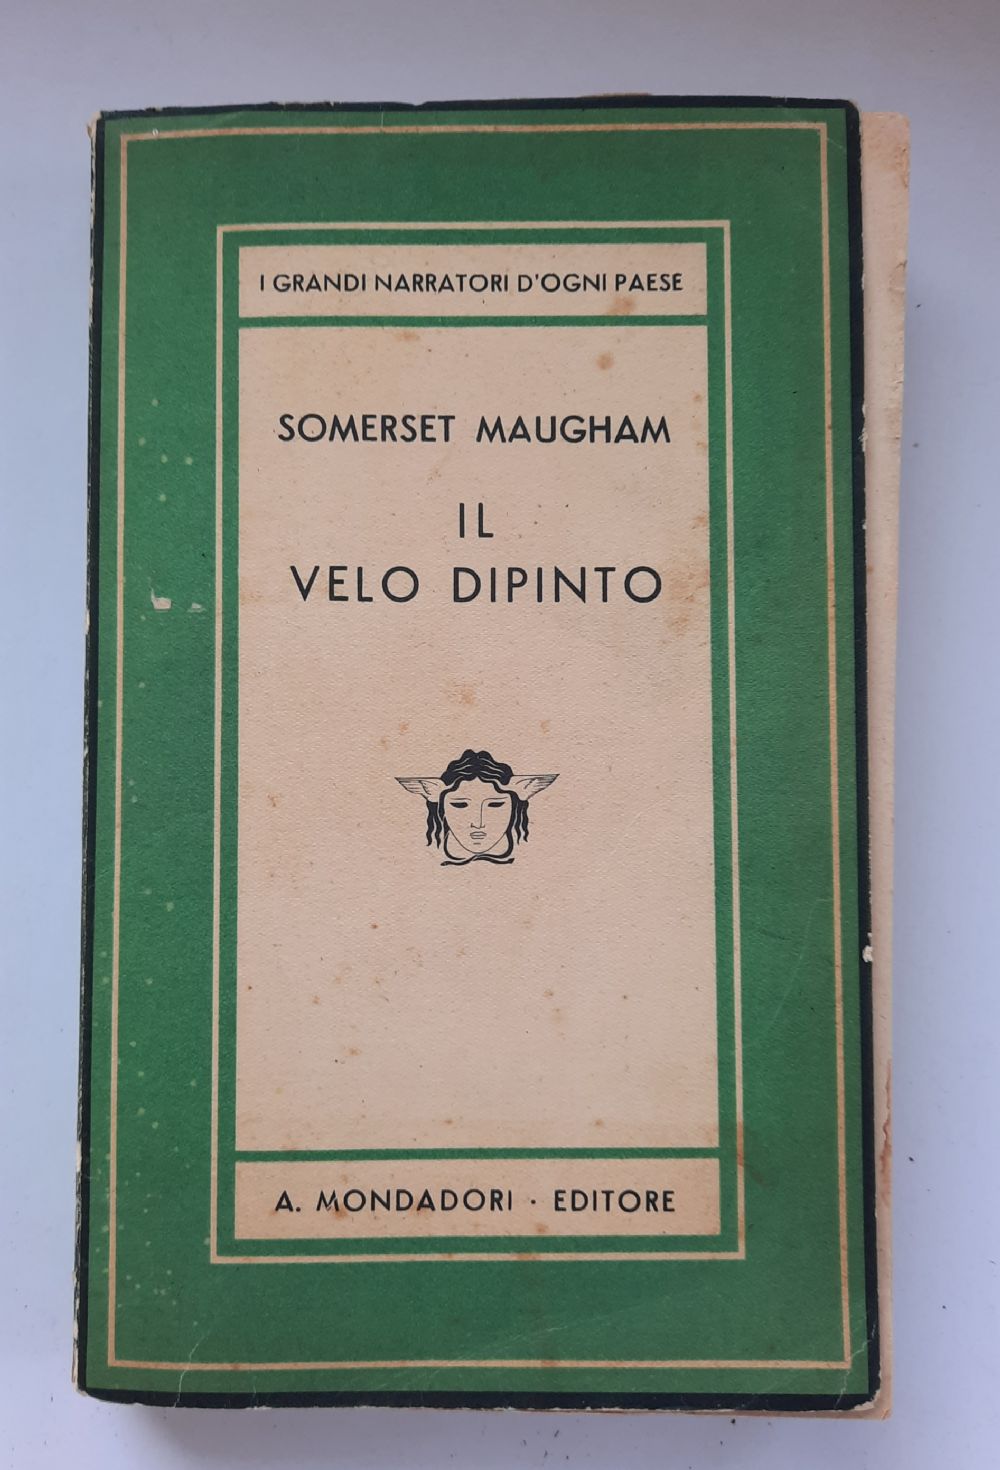 I GRANDI NARRATORI D'OGNI PAESE
SOMERSET MAUGHAM
IL
VELO DIPINTO
A. MONDADORI · EDITORE